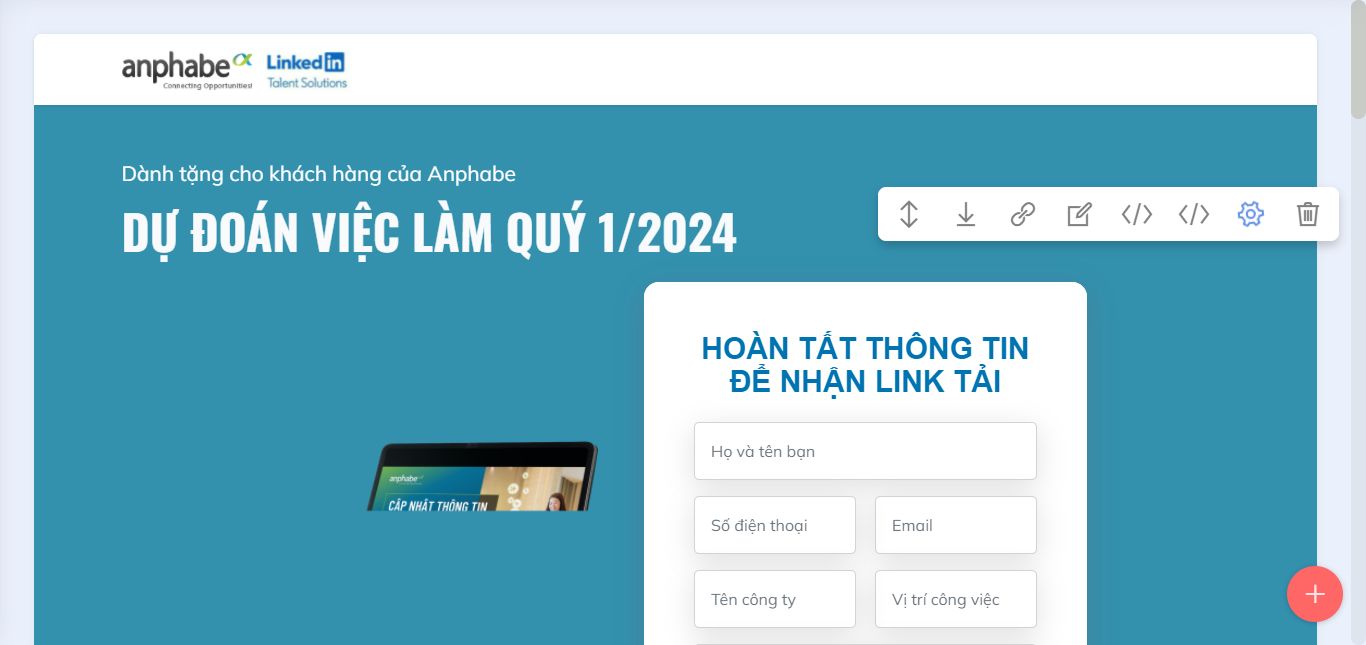 anphabe
Connecting Opportunities!
Linked in
Talent Solutions
Dành tặng cho khách hàng của Anphabe
DỰ ĐOÁN VIỆC LÀM QUÝ 1/2024
HOÀN TẤT THÔNG TIN
ĐỂ NHẬN LINK TẢI
Họ và tên bạn
anphabe
CẬP NHẬT THÔNG TIN
Số điện thoại
Email
Tên công ty
Vị trí công việc